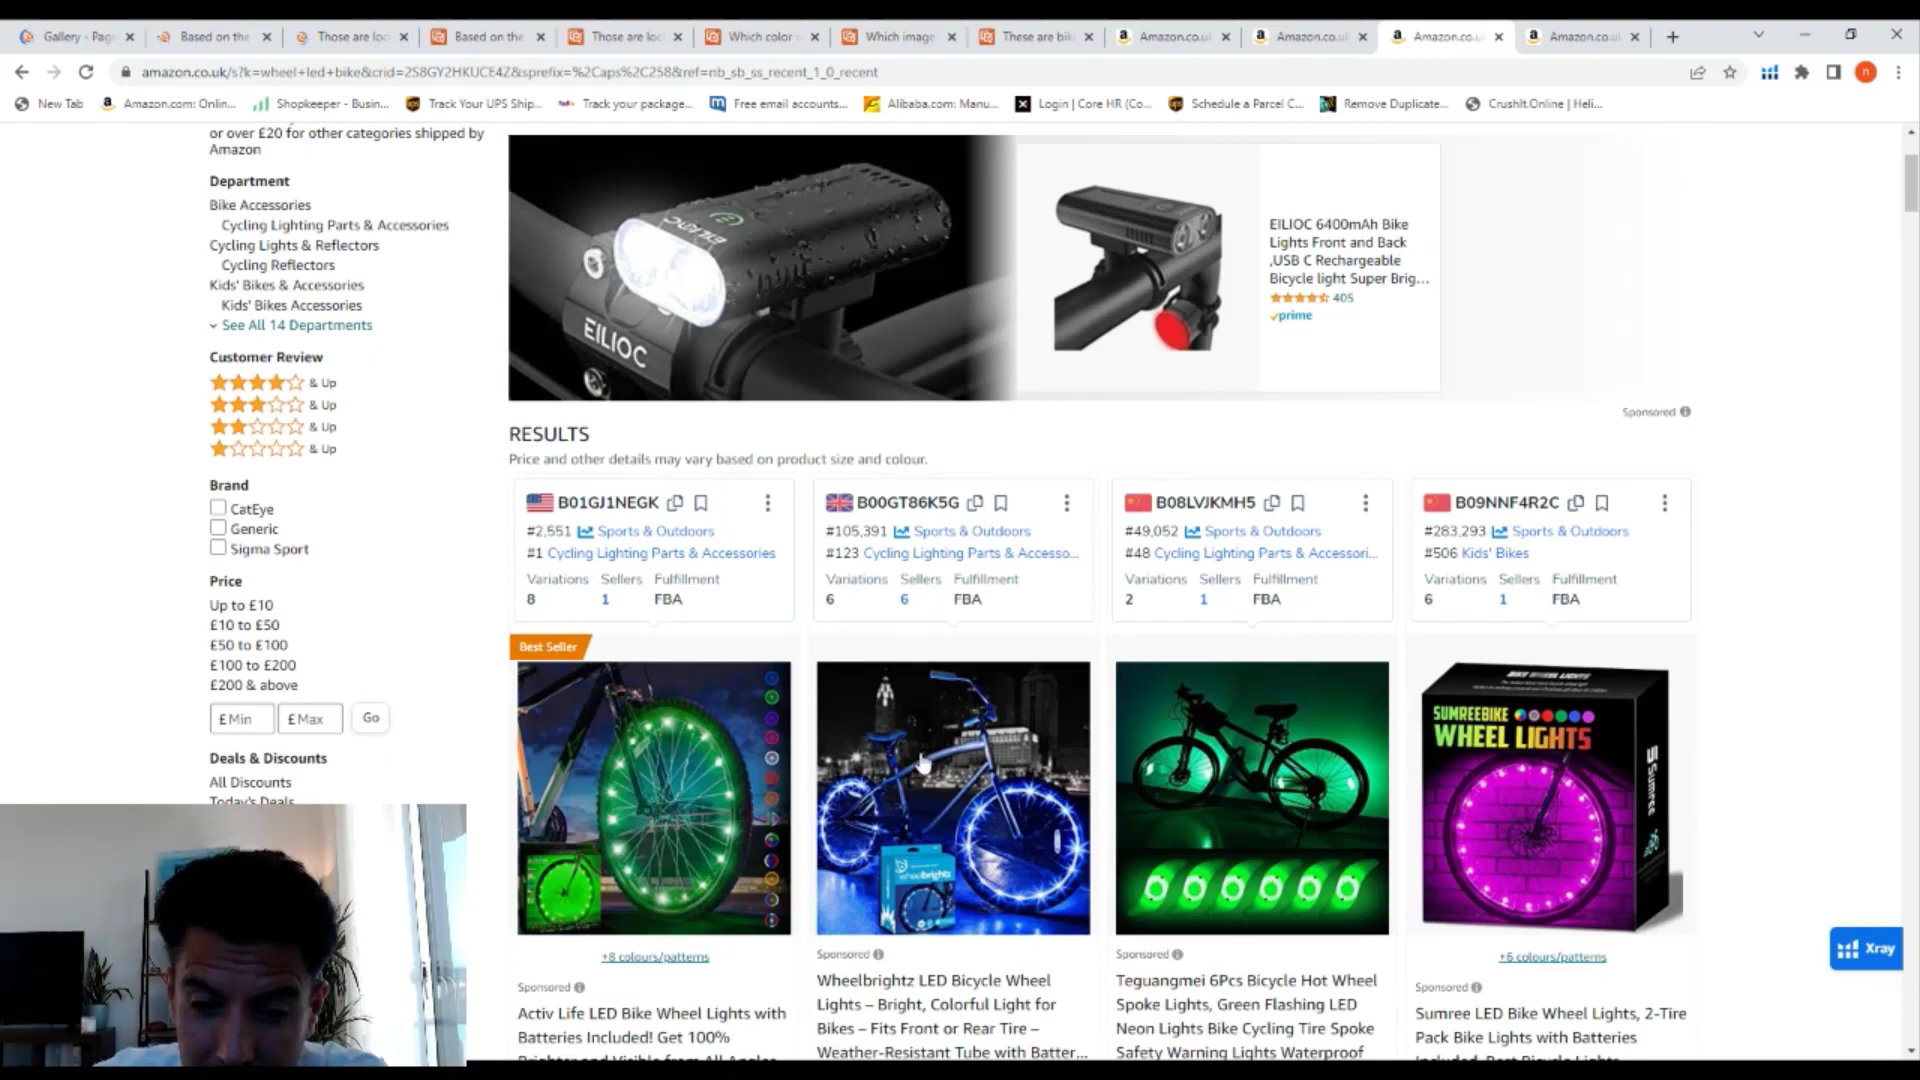 Gallery - Page
Based on the
Those are loc
Based on the
Those are loc
Which color
Which image
These are bik
Amazon.co.u
Amazon.co.uk
Amazon.co.u
Amazon.co.u
amazon.co.uk/s?k=wheel+led+bike&crid=2S8GY2HKUCE4Z&sprefix=%2Caps%2C258&ref=nb_sb_ss_recent_1_0_recent
n
New Tab
Amazon.com: Onlin...
Shopkeeper - Busin...
Track Your UPS Ship...
Track your package...
Free email accounts...
Alibaba.com: Manu...
Login | Core HR (Co...
Schedule a Parcel C...
Remove Duplicate...
CrushIt.Online | Heli...
or over £20 for other categories shipped by
Amazon
Department
Bike Accessories
Cycling Lighting Parts & Accessories
Cycling Lights & Reflectors
Cycling Reflectors
Kids' Bikes & Accessories
Kids' Bikes Accessories
See All 14 Departments
Customer Review
& Up
& Up
& Up
& Up
Brand
CatEye
Generic
Sigma Sport
Price
Up to £10
£10 to £50
£50 to £100
£100 to £200
£200 & above
£ Min
£ Max
Go
Deals & Discounts
All Discounts
Today's Deals
EILIOC
EILIOC
EILIOC 6400mAh Bike
Lights Front and Back
,USB C Rechargeable
Bicycle light Super Brig...
405
prime
Sponsored
RESULTS
Price and other details may vary based on product size and colour.
B01GJ1NEGK
#2,551 Sports & Outdoors
#1 Cycling Lighting Parts & Accessories
Variations Sellers Fulfillment
8 1 FBA
B00GT86K5G
#105,391 Sports & Outdoors
#123 Cycling Lighting Parts & Accesso...
Variations Sellers Fulfillment
6 6 FBA
B08LVJKMH5
#49,052 Sports & Outdoors
#48 Cycling Lighting Parts & Accessori...
Variations Sellers Fulfillment
2 1 FBA
B09NNF4R2C
#283,293 Sports & Outdoors
#506 Kids' Bikes
Variations Sellers Fulfillment
6 1 FBA
Best Seller
wheelbrightz
BIKE WHEEL LIGHTS
SUMREEBIKE
WHEEL LIGHTS
Sumree
+8 colours/patterns
Sponsored
Activ Life LED Bike Wheel Lights with
Batteries Included! Get 100%
Brighter and Visible from All Angles
Sponsored
Wheelbrightz LED Bicycle Wheel
Lights – Bright, Colorful Light for
Bikes – Fits Front or Rear Tire –
Weather-Resistant Tube with Batter...
Sponsored
Teguangmei 6Pcs Bicycle Hot Wheel
Spoke Lights, Green Flashing LED
Neon Lights Bike Cycling Tire Spoke
Safety Warning Lights Waterproof
+6 colours/patterns
Sponsored
Sumree LED Bike Wheel Lights, 2-Tire
Pack Bike Lights with Batteries
Included, Best Bicycle Lights
Xray